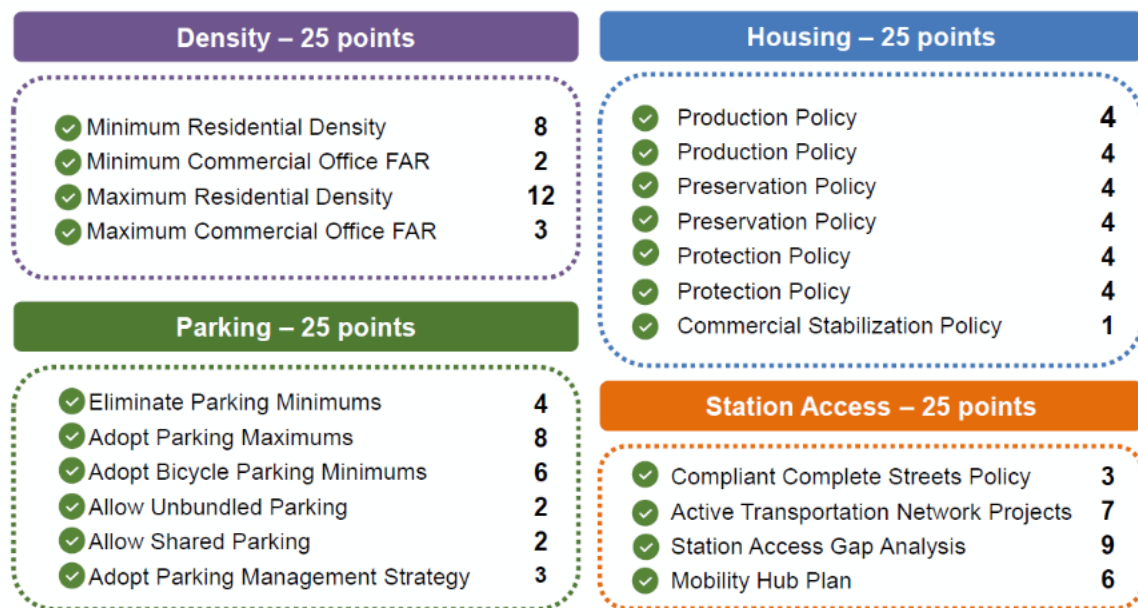 Density – 25 points
Minimum Residential Density 8
Minimum Commercial Office FAR 2
Maximum Residential Density 12
Maximum Commercial Office FAR 3
Parking – 25 points
Eliminate Parking Minimums 4
Adopt Parking Maximums 8
Adopt Bicycle Parking Minimums 6
Allow Unbundled Parking 2
Allow Shared Parking 2
Adopt Parking Management Strategy 3
Housing – 25 points
Production Policy 4
Production Policy 4
Preservation Policy 4
Preservation Policy 4
Protection Policy 4
Protection Policy 4
Commercial Stabilization Policy 1
Station Access – 25 points
Compliant Complete Streets Policy 3
Active Transportation Network Projects 7
Station Access Gap Analysis 9
Mobility Hub Plan 6